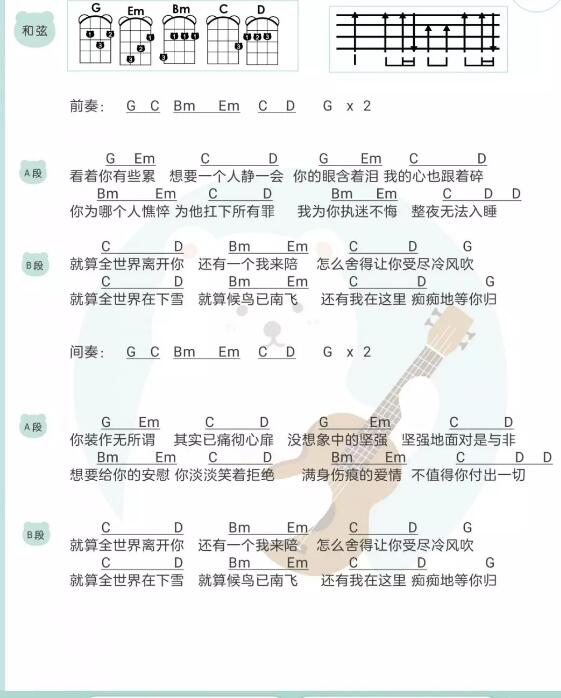 和弦 G Em Bm C D
前奏： G C Bm Em C D G x 2
G Em C D G Em C D
A段 看着你有些累 想要一个人静一会 你的眼含着泪 我的心也跟着碎
Bm Em C D Bm Em C D D
你为哪个人憔悴 为他扛下所有罪 我为你执迷不悔 整夜无法入睡
C D Bm Em C D G
B段 就算全世界离开你 还有一个我来陪 怎么舍得让你受尽冷风吹
C D Bm Em C D G
就算全世界在下雪 就算候鸟已南飞 还有我在这里 痴痴地等你归
间奏： G C Bm Em C D G x 2
G Em C D G Em C D
A段 你装作无所谓 其实已痛彻心扉 没想象中的坚强 坚强地面对是与非
Bm Em C D Bm Em C D D
想要给你的安慰 你淡淡笑着拒绝 满身伤痕的爱情 不值得你付出一切
C D Bm Em C D G
B段 就算全世界离开你 还有一个我来陪 怎么舍得让你受尽冷风吹
C D Bm Em C D G
就算全世界在下雪 就算候鸟已南飞 还有我在这里 痴痴地等你归